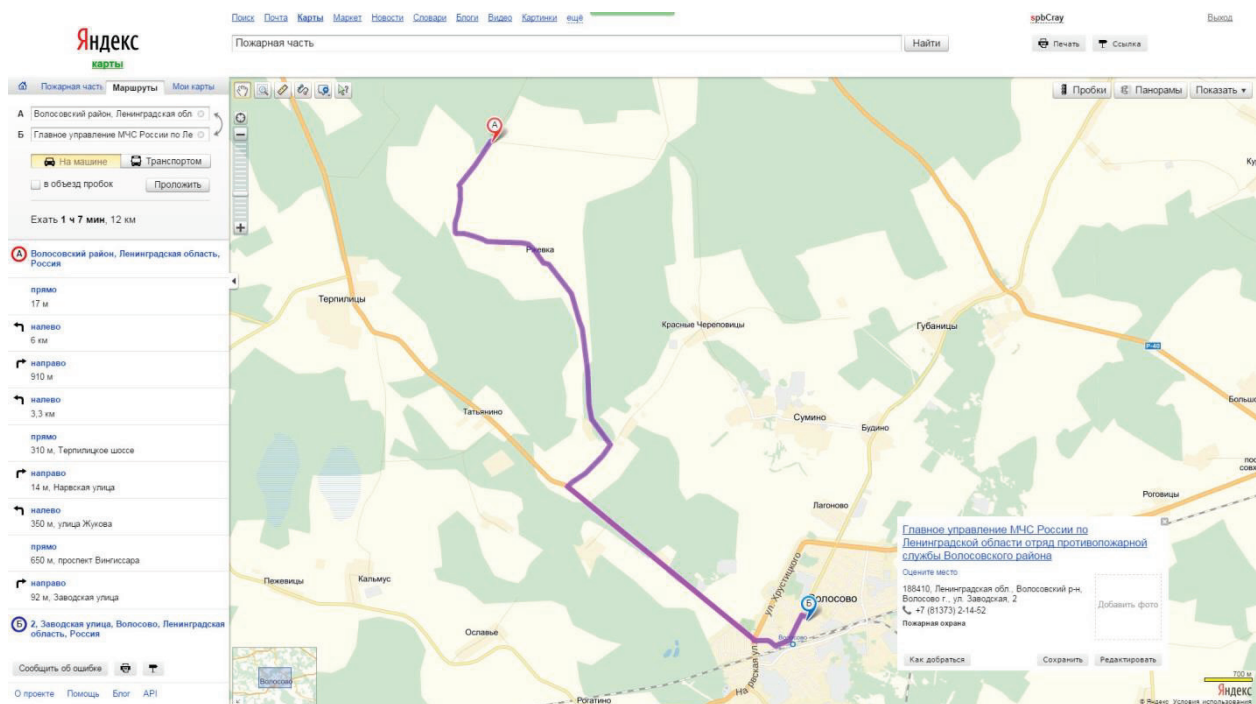 Поиск Почта Карты Маркет Новости Словари Блоги Видео Картинки ещё
spbCray
Выход
Яндекс
карты
Пожарная часть
Найти
Печать
Ссылка
Пожарная часть Маршруты Мои карты
Пробки
Панорамы
Показать
А Волосовский район, Ленинградская обл
Б Главное управление МЧС России по Ле
На машине
Транспортом
в объезд пробок
Проложить
Ехать 1 ч 7 мин, 12 км
А Волосовский район, Ленинградская область,
Россия
прямо
17 м
налево
6 км
направо
910 м
налево
3,3 км
прямо
310 м, Терпилицкое шоссе
направо
14 м, Нарвская улица
налево
350 м, улица Жукова
прямо
650 м, проспект Вингиссара
направо
92 м, Заводская улица
Б 2, Заводская улица, Волосово, Ленинградская
область, Россия
Сообщить об ошибке
О проекте Помощь Блог API
А
Терпилицы
Красные Череповицы
Губаницы
Р-40
Татьянино
Сумино
Будино
Лагоново
Роговицы
Пежевицы
Кальмус
Ославье
ул. Хрустицкого
Б
Волосово
Нарвская ул.
Рогатино
Волосово
Главное управление МЧС России по
Ленинградской области отряд противопожарной
службы Волосовского района
Оцените место
188410, Ленинградская обл., Волосовский р-н,
Волосово г., ул. Заводская, 2
+7 (81373) 2-14-52
Пожарная охрана
Добавить фото
Как добраться
Сохранить
Редактировать
700 м
Яндекс
© Яндекс Условия использования